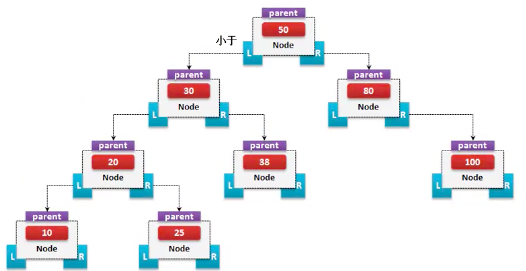 parent
50
小于
L Node R
parent parent
30 80
L Node R L Node R
parent parent parent
20 38 100
L Node R L Node R L Node R
parent parent
10 25
L Node R L Node R